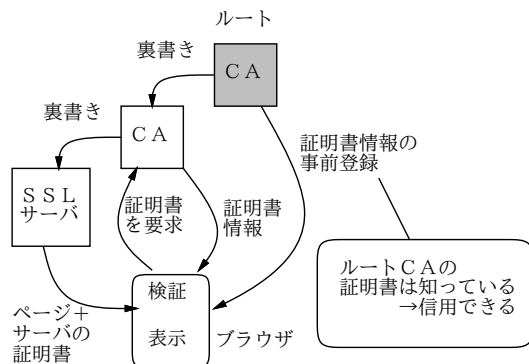 ルート
裏書き
ＣＡ
裏書き
ＣＡ
証明書情報の
事前登録
ＳＳＬ
サーバ
証明書
を要求
証明書
情報
ルートＣＡの
証明書は知っている
→信用できる
検証
ページ＋
サーバの
証明書
表示
ブラウザ